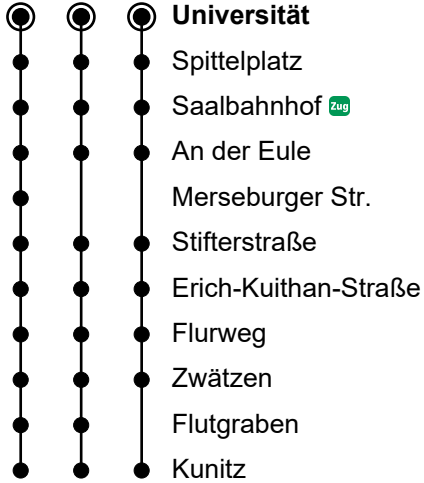 Universität
Spittelplatz
Saalbahnhof Zug
An der Eule
Merseburger Str.
Stifterstraße
Erich-Kuithan-Straße
Flurweg
Zwätzen
Flutgraben
Kunitz